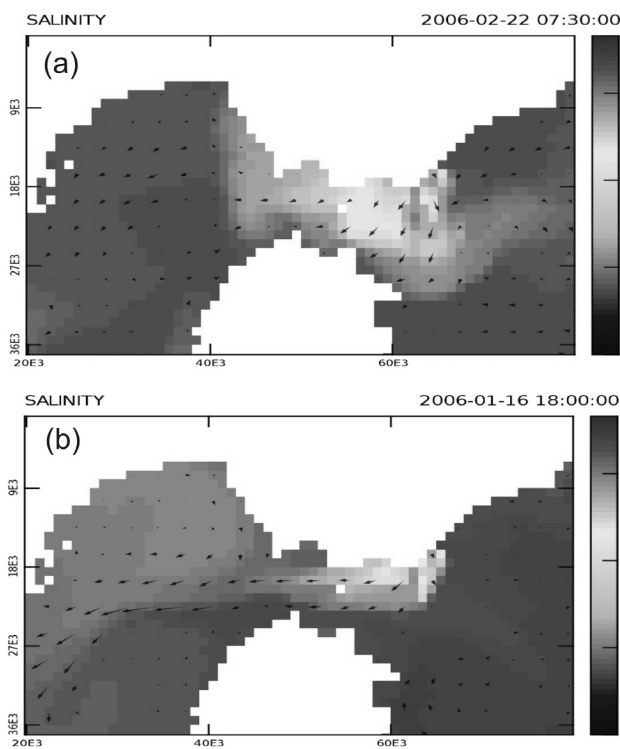 SALINITY 2006-02-22 07:30:00
(a)
9E3
18E3
27E3
36E3
20E3 40E3 60E3
SALINITY 2006-01-16 18:00:00
(b)
9E3
18E3
27E3
36E3
20E3 40E3 60E3